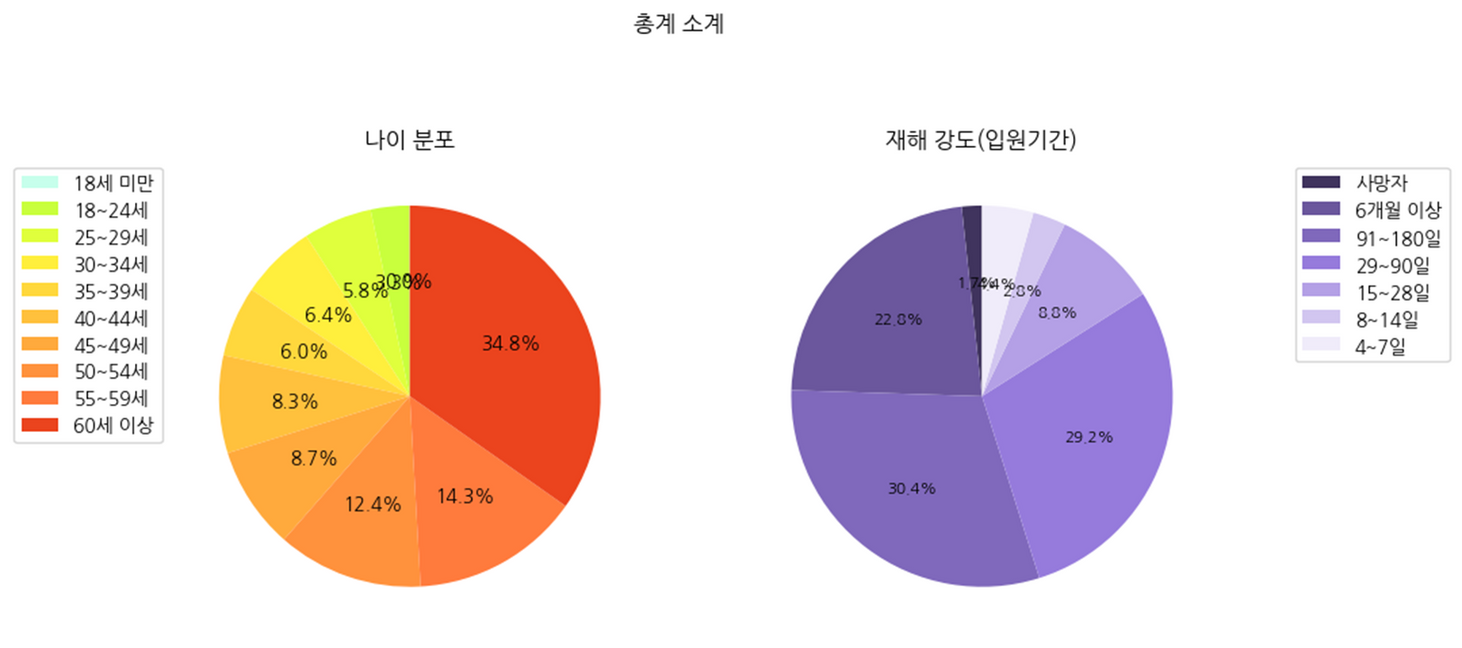 총계 소계
나이 분포
18세 미만
18~24세
25~29세
30~34세
35~39세
40~44세
45~49세
50~54세
55~59세
60세 이상
5.8%
6.4%
6.0%
8.3%
8.7%
12.4%
14.3%
34.8%
재해 강도(입원기간)
1.7%
4.4%
2.8%
8.8%
22.8%
29.2%
30.4%
사망자
6개월 이상
91~180일
29~90일
15~28일
8~14일
4~7일